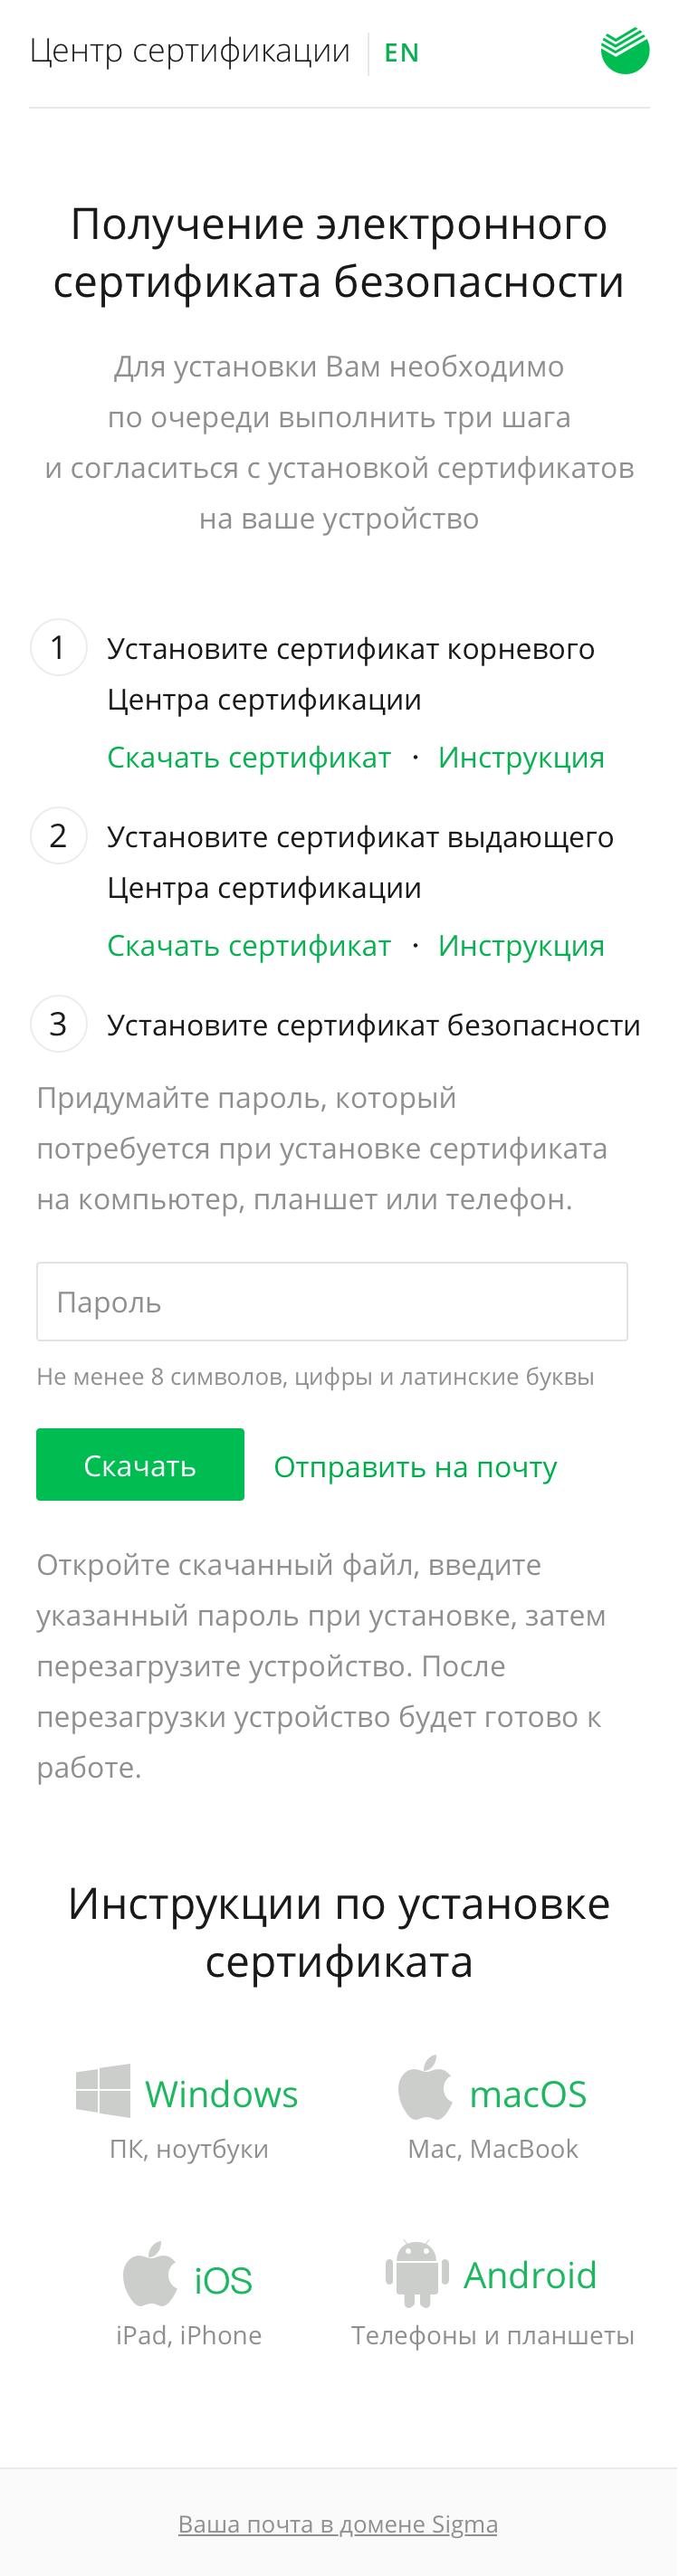 Центр сертификации EN
Получение электронного
сертификата безопасности
Для установки Вам необходимо
по очереди выполнить три шага
и согласиться с установкой сертификатов
на ваше устройство
1 Установите сертификат корневого
Центра сертификации
Скачать сертификат · Инструкция
2 Установите сертификат выдающего
Центра сертификации
Скачать сертификат · Инструкция
3 Установите сертификат безопасности
Придумайте пароль, который
потребуется при установке сертификата
на компьютер, планшет или телефон.
Пароль
Не менее 8 символов, цифры и латинские буквы
Скачать Отправить на почту
Откройте скачанный файл, введите
указанный пароль при установке, затем
перезагрузите устройство. После
перезагрузки устройство будет готово к
работе.
Инструкции по установке
сертификата
Windows macOS
ПК, ноутбуки Mac, MacBook
iOS Android
iPad, iPhone Телефоны и планшеты
Ваша почта в домене Sigma